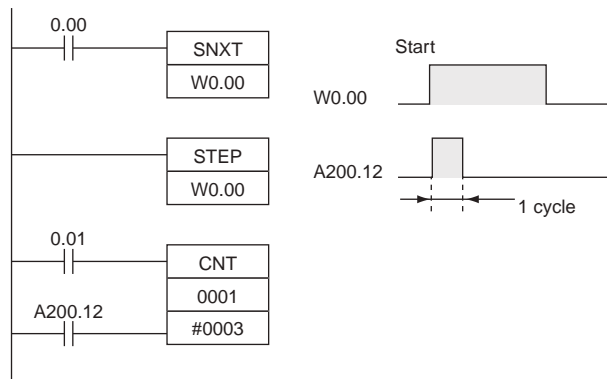 0.00
SNXT
W0.00
STEP
W0.00
0.01
CNT
0001
A200.12
#0003
Start
W0.00
A200.12
1 cycle